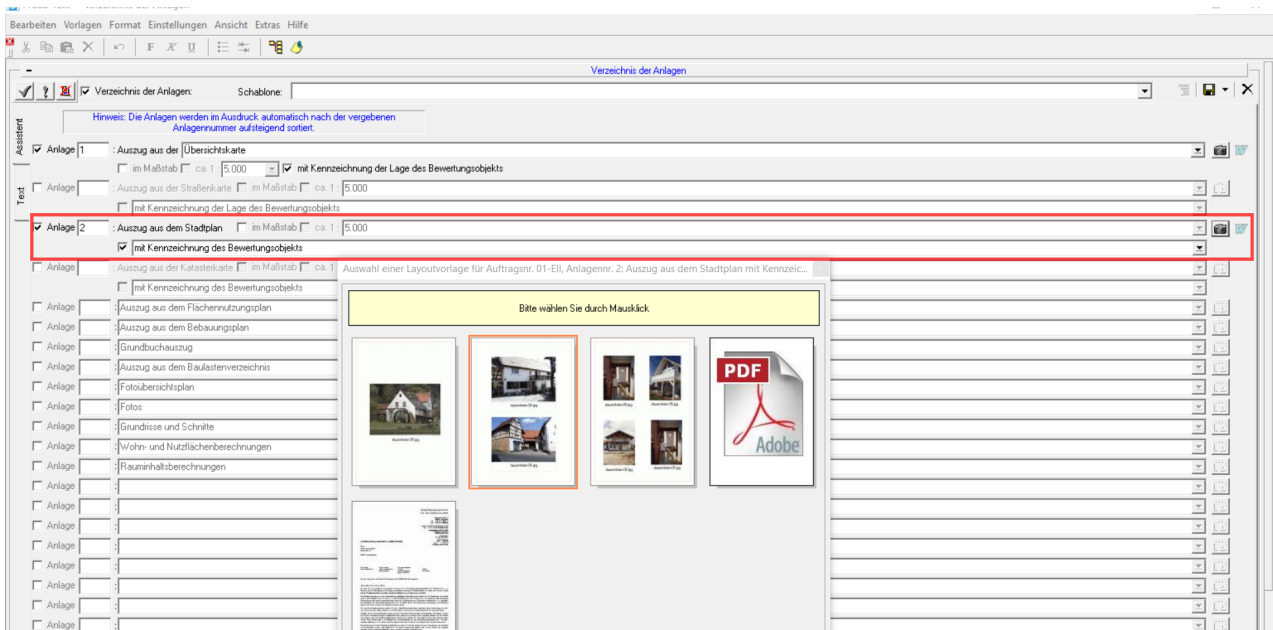 Bearbeiten Vorlagen Format Einstellungen Ansicht Extras Hilfe
F X U
Verzeichnis der Anlagen
Verzeichnis der Anlagen: Schablone:
Assistent
Text
Hinweis: Die Anlagen werden im Ausdruck automatisch nach der vergebenen
Anlagennummer aufsteigend sortiert.
Anlage 1 : Auszug aus der Übersichtskarte
im Maßstab ca. 1 : 5.000 mit Kennzeichnung der Lage des Bewertungsobjekts
Anlage : Auszug aus der Straßenkarte im Maßstab ca. 1 : 5.000
mit Kennzeichnung der Lage des Bewertungsobjekts
Anlage 2 : Auszug aus dem Stadtplan im Maßstab ca. 1 : 5.000
mit Kennzeichnung des Bewertungsobjekts
Anlage : Auszug aus der Katasterkarte im Maßstab ca. 1
mit Kennzeichnung des Bewertungsobjekts
Anlage : Auszug aus dem Flächennutzungsplan
Anlage : Auszug aus dem Bebauungsplan
Anlage : Grundbuchauszug
Anlage : Auszug aus dem Baulastenverzeichnis
Anlage : Fotoübersichtsplan
Anlage : Fotos
Anlage : Grundrisse und Schnitte
Anlage : Wohn- und Nutzflächenberechnungen
Anlage : Rauminhaltsberechnungen
Anlage :
Anlage :
Anlage :
Anlage :
Anlage :
Anlage :
Anlage :
Anlage :
Auswahl einer Layoutvorlage für Auftragsnr. 01-Ell, Anlagennr. 2: Auszug aus dem Stadtplan mit Kennzeic...
Bitte wählen Sie durch Mausklick
PDF
Adobe